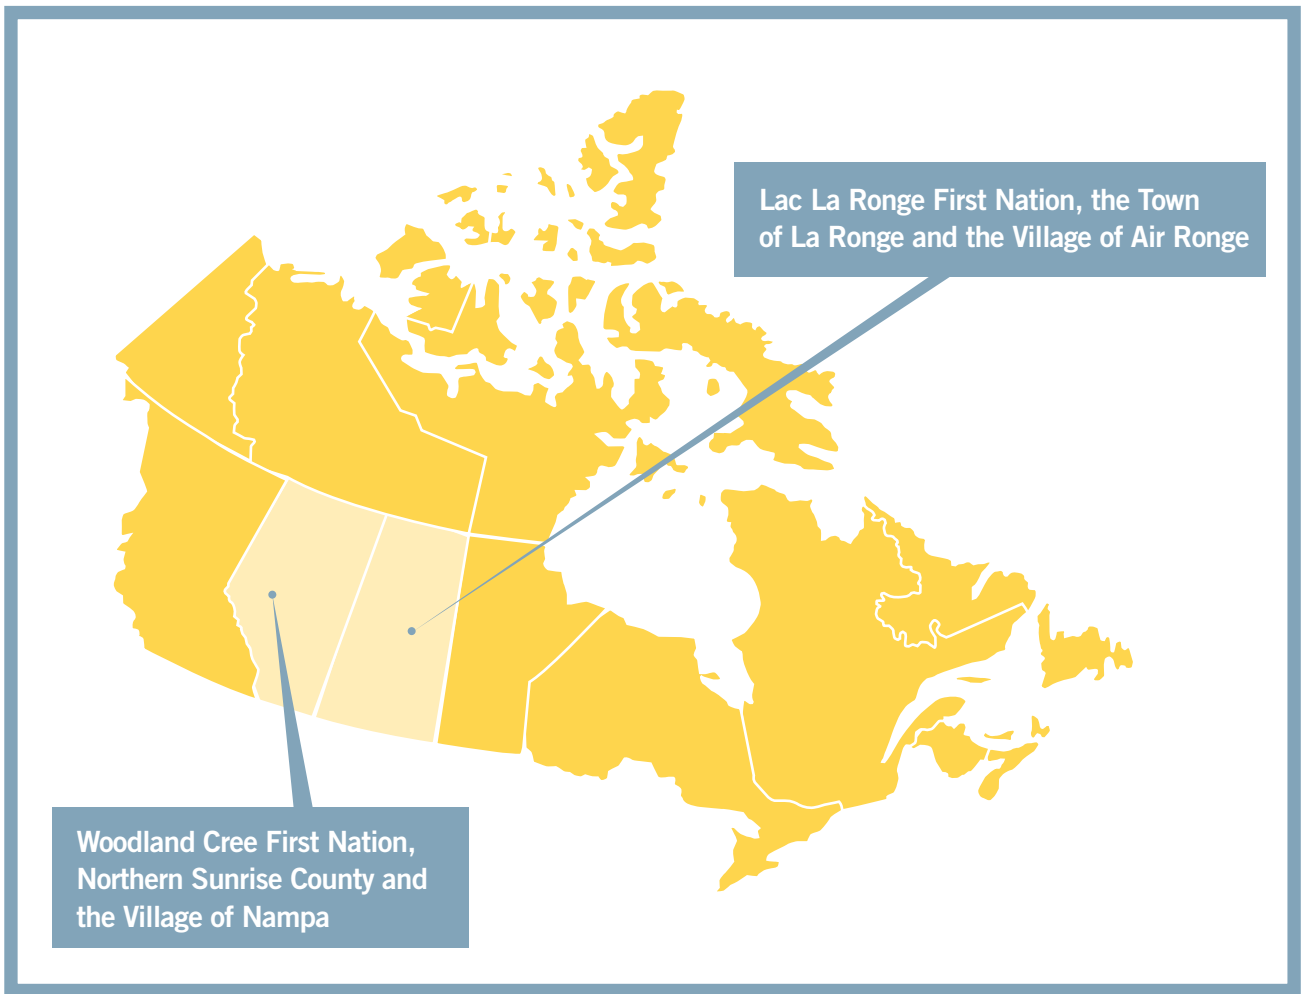 Lac La Ronge First Nation, the Town
of La Ronge and the Village of Air Ronge
Woodland Cree First Nation,
Northern Sunrise County and
the Village of Nampa